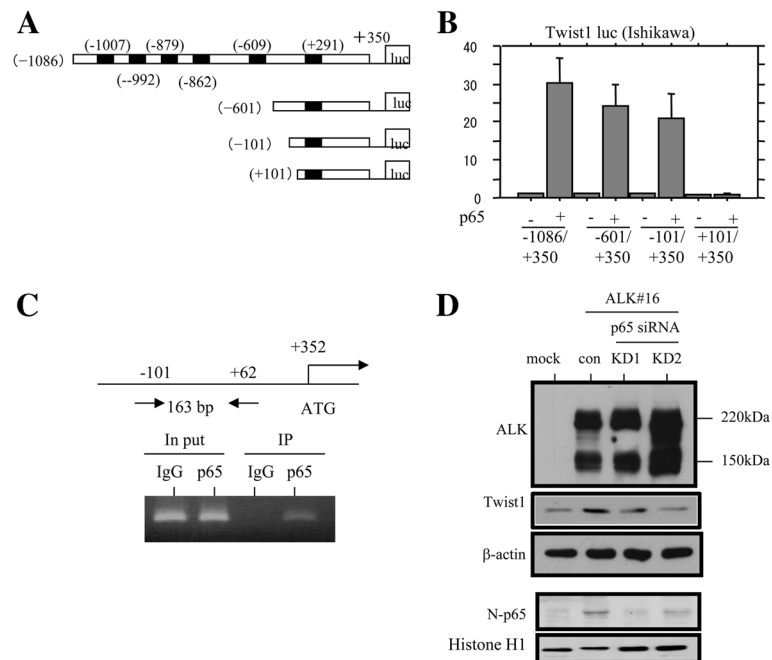 A
(-1007) (-879) (-609) (+291) +350
(−1086) luc
(--992) (-862)
(−601) luc
(−101) luc
(+101) luc
B
Twist1 luc (Ishikawa)
40
30
20
10
0
p65 - + - + - + - +
-1086/ -601/ -101/ +101/
+350 +350 +350 +350
C
+352
-101 +62
163 bp ATG
In put IP
IgG p65 IgG p65
D
ALK#16
p65 siRNA
mock con KD1 KD2
ALK 220kDa
150kDa
Twist1
β-actin
N-p65
Histone H1